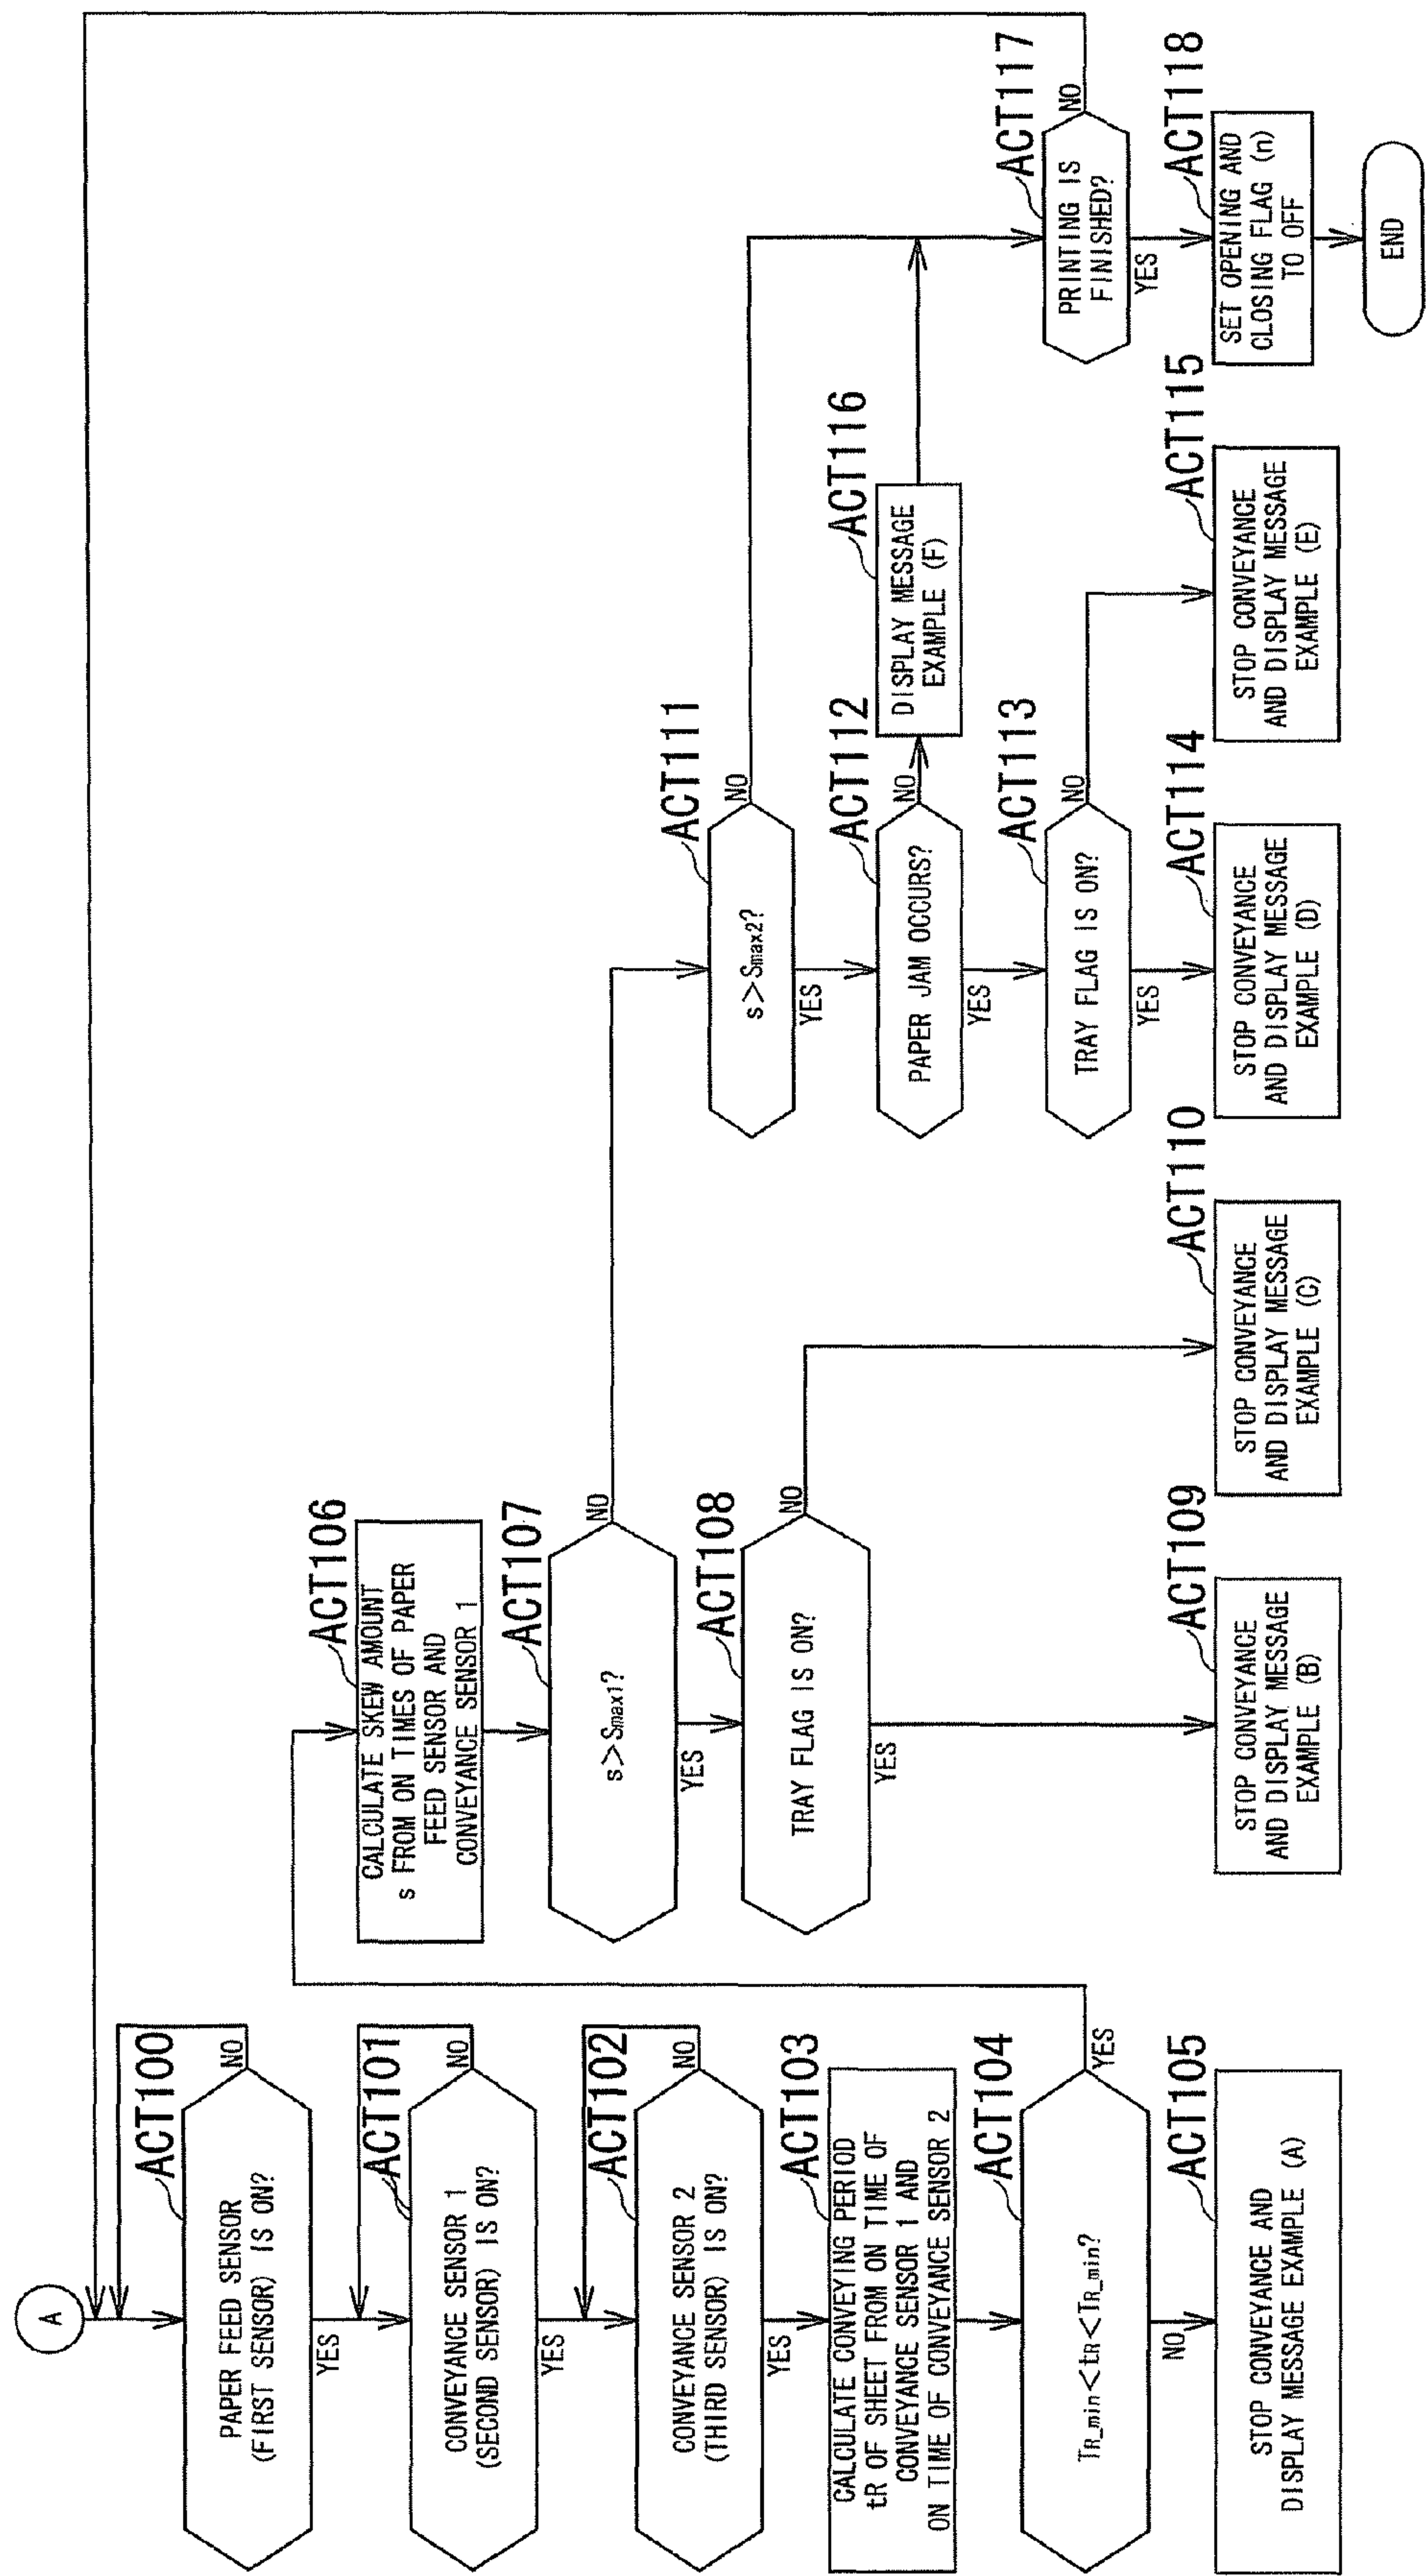 A
ACT100
PAPER FEED SENSOR
(FIRST SENSOR) IS ON?
NO
YES
ACT101
CONVEYANCE SENSOR 1
(SECOND SENSOR) IS ON?
NO
YES
ACT102
CONVEYANCE SENSOR 2
(THIRD SENSOR) IS ON?
NO
YES
ACT103
CALCULATE CONVEYING PERIOD
tR OF SHEET FROM ON TIME OF
CONVEYANCE SENSOR 1 AND
ON TIME OF CONVEYANCE SENSOR 2
ACT104
TR_min<tR<TR_min?
YES
NO
ACT105
STOP CONVEYANCE AND
DISPLAY MESSAGE EXAMPLE (A)
ACT106
CALCULATE SKEW AMOUNT
s FROM ON TIMES OF PAPER
FEED SENSOR AND
CONVEYANCE SENSOR 1
ACT107
s>Smax1?
NO
YES
ACT108
TRAY FLAG IS ON?
NO
YES
ACT109
STOP CONVEYANCE
AND DISPLAY MESSAGE
EXAMPLE (B)
ACT110
STOP CONVEYANCE
AND DISPLAY MESSAGE
EXAMPLE (C)
ACT111
s>Smax2?
NO
YES
ACT112
PAPER JAM OCCURS?
NO
YES
ACT113
TRAY FLAG IS ON?
NO
YES
ACT114
STOP CONVEYANCE
AND DISPLAY MESSAGE
EXAMPLE (D)
ACT115
STOP CONVEYANCE
AND DISPLAY MESSAGE
EXAMPLE (E)
ACT116
DISPLAY MESSAGE
EXAMPLE (F)
ACT117
PRINTING IS
FINISHED?
NO
YES
ACT118
SET OPENING AND
CLOSING FLAG (n)
TO OFF
END